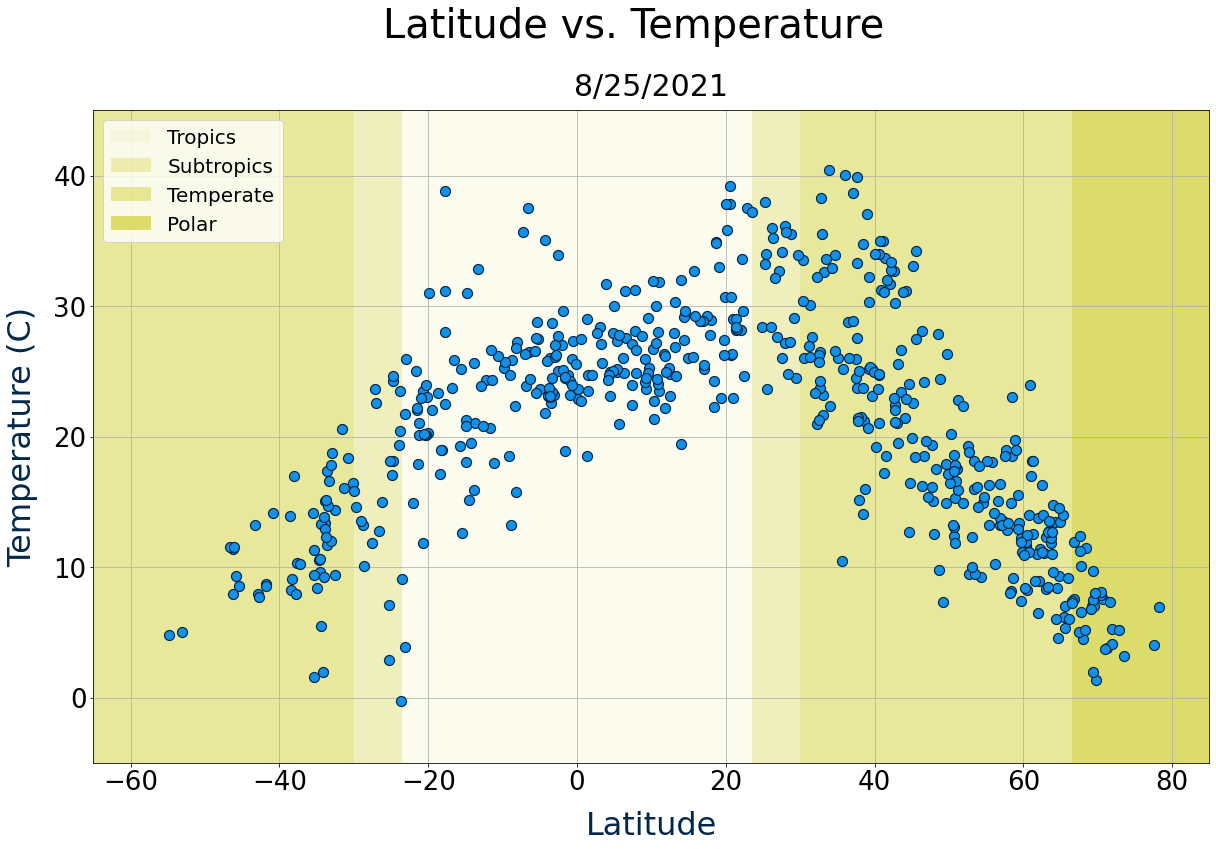 Latitude vs. Temperature
8/25/2021
Tropics
Subtropics
Temperate
Polar
Temperature (C)
40
30
20
10
0
−60 −40 −20 0 20 40 60 80
Latitude